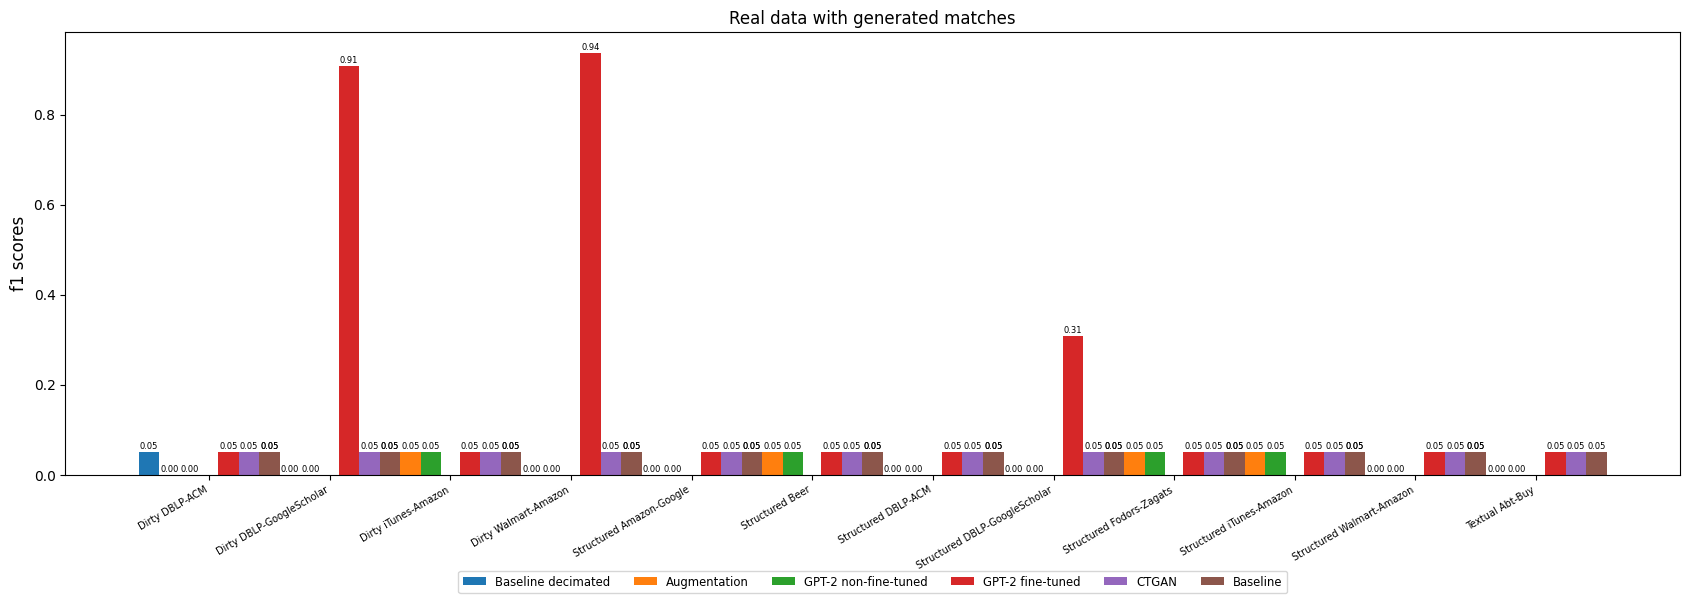 Real data with generated matches
f1 scores
0.94
0.91
0.8
0.6
0.4
0.31
0.2
0.05 0.05 0.05 0.05 0.05 0.05 0.05 0.05 0.05 0.05 0.05 0.05 0.05 0.05 0.05 0.05 0.05 0.05 0.05 0.05 0.05 0.05 0.05 0.05 0.05 0.05 0.05 0.05 0.05 0.05 0.05 0.05 0.05 0.05 0.05 0.05 0.05 0.05 0.05 0.05
0.00 0.00 0.00 0.00 0.00 0.00 0.00 0.00 0.00 0.00 0.00 0.00 0.00 0.00 0.00 0.00
0.0
Dirty DBLP-ACM
Dirty DBLP-GoogleScholar
Dirty iTunes-Amazon
Dirty Walmart-Amazon
Structured Amazon-Google
Structured Beer
Structured DBLP-ACM
Structured DBLP-GoogleScholar
Structured Fodors-Zagats
Structured iTunes-Amazon
Structured Walmart-Amazon
Textual Abt-Buy
Baseline decimated Augmentation GPT-2 non-fine-tuned GPT-2 fine-tuned CTGAN Baseline